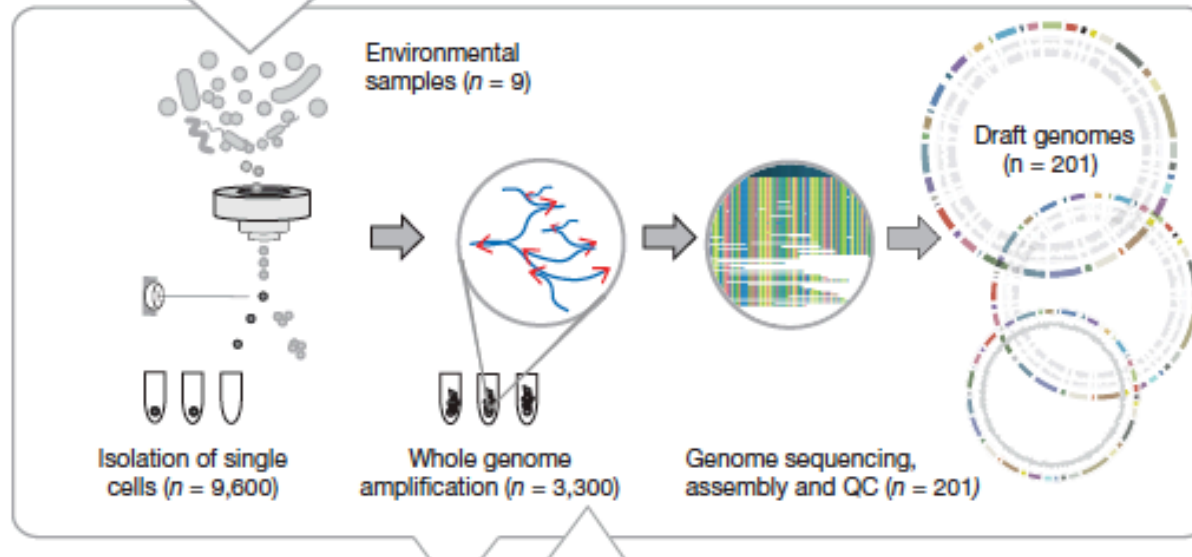 Environmental
samples (n = 9)
Draft genomes
(n = 201)
Isolation of single
cells (n = 9,600)
Whole genome
amplification (n = 3,300)
Genome sequencing,
assembly and QC (n = 201)